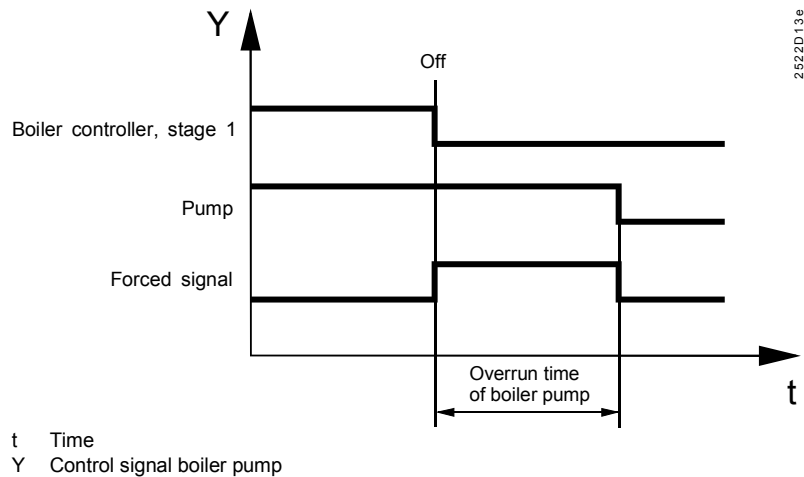 Y
2522D13e
Off
Boiler controller, stage 1
Pump
Forced signal
Overrun time
of boiler pump
t
t Time
Y Control signal boiler pump